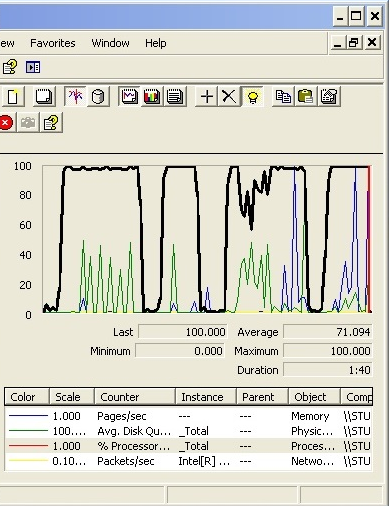 ew Favorites Window Help
100
80
60
40
20
0
Last 100.000 Average 71.094
Minimum 0.000 Maximum 100.000
Duration 1:40
Color Scale Counter Instance Parent Object Comp
1.000 Pages/sec --- --- Memory \\STU
100.... Avg. Disk Qu... _Total --- Physic... \\STU
1.000 % Processor... _Total --- Proces... \\STU
0.10... Packets/sec Intel[R] ... --- Netwo... \\STU